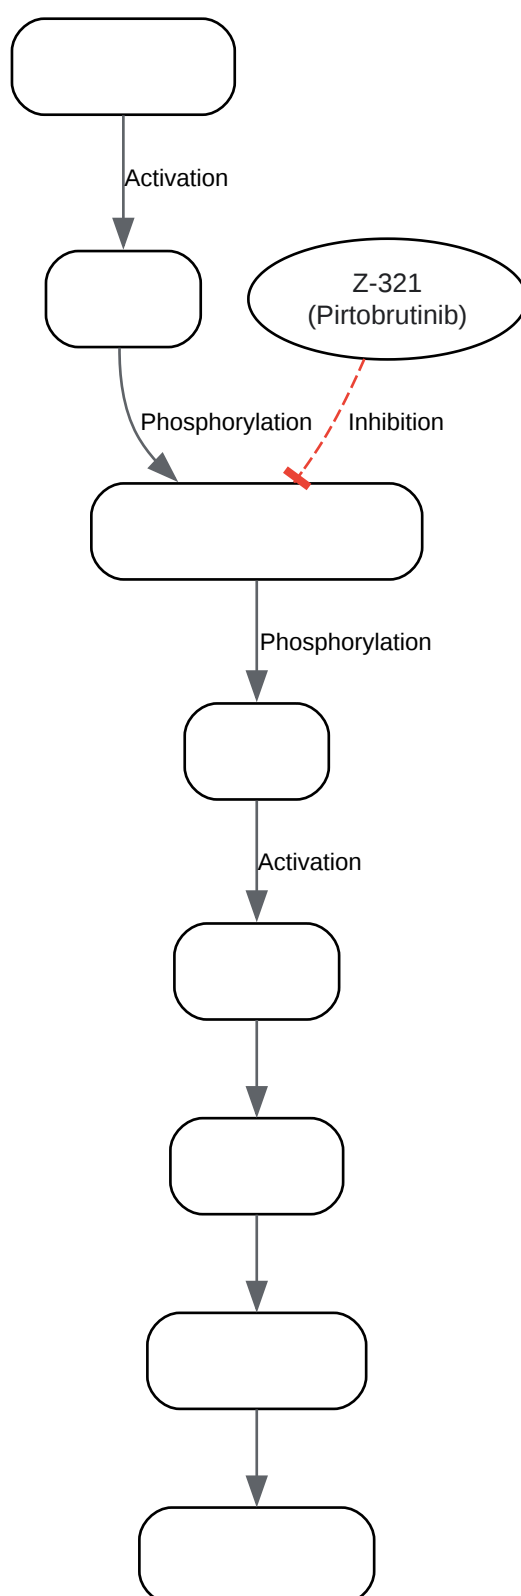 Activation
Z-321
(Pirtobrutinib)
Phosphorylation
Inhibition
Phosphorylation
Activation